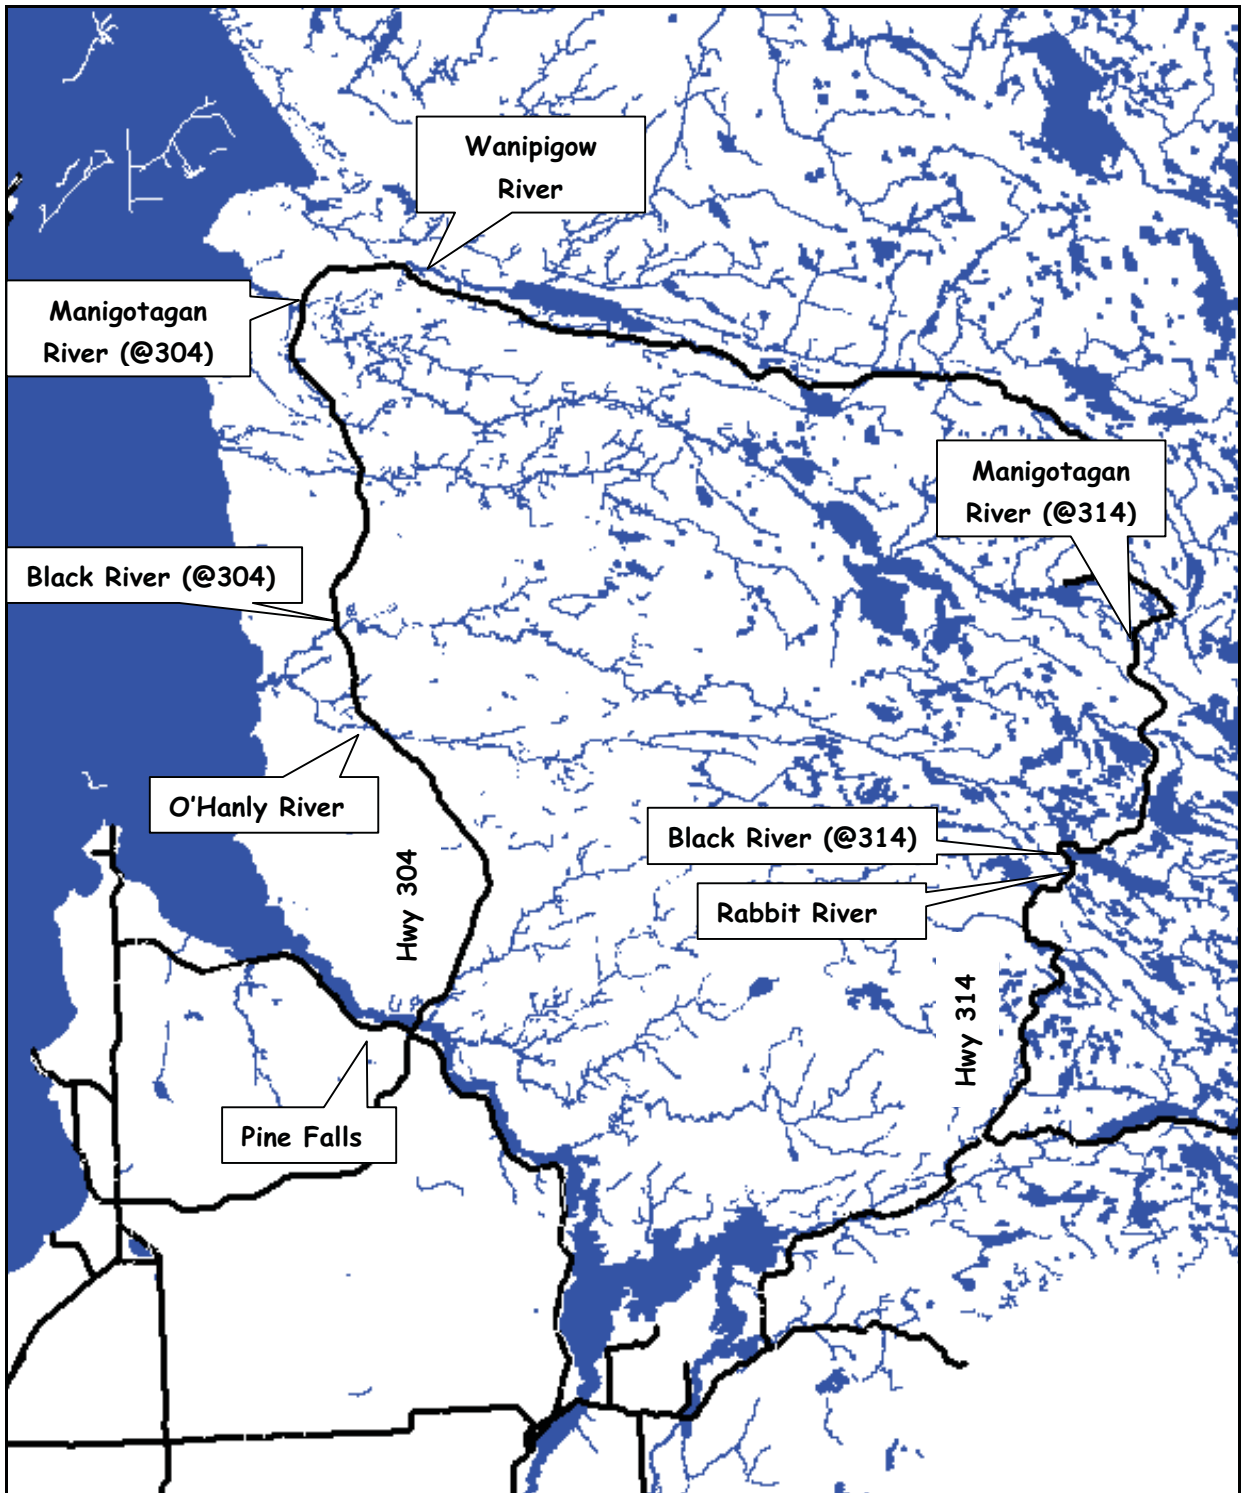 Wanipigow
River
Manigotagan
River (@304)
Manigotagan
River (@314)
Black River (@304)
O'Hanly River
Black River (@314)
Hwy 304
Rabbit River
Hwy 314
Pine Falls